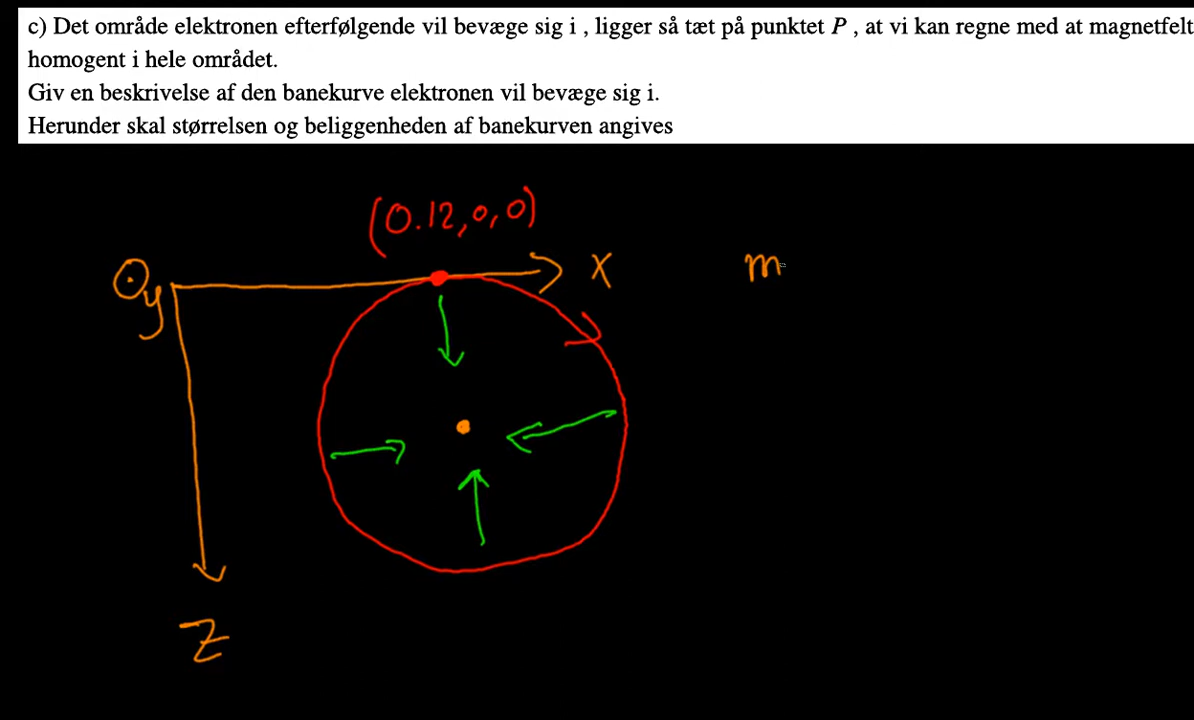 c) Det område elektronen efterfølgende vil bevæge sig i , ligger så tæt på punktet P , at vi kan regne med at magnetfelt
homogent i hele området.
Giv en beskrivelse af den banekurve elektronen vil bevæge sig i.
Herunder skal størrelsen og beliggenheden af banekurven angives
(0.12,0,0)
y
x
m
z